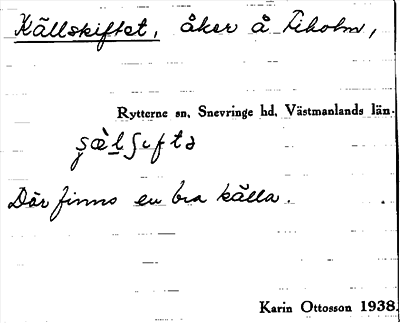 Källskiftet, åker å Tiholm,
Rytterne sn, Snevringe hd, Västmanlands län.
Där finns en bra källa.
Karin Ottosson 1938.